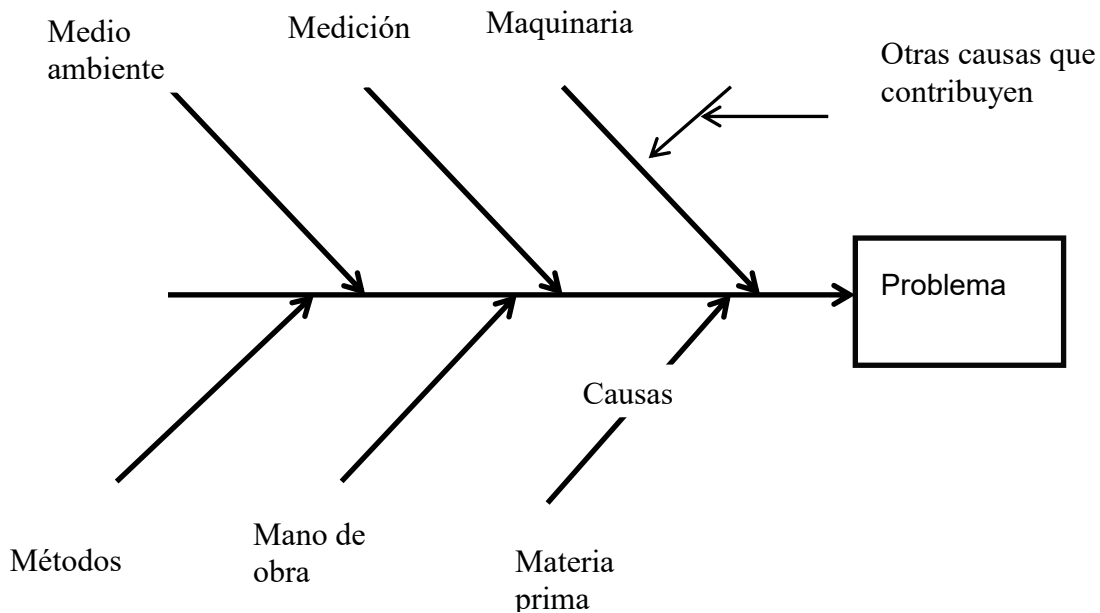 Medio
ambiente
Medición
Maquinaria
Otras causas que
contribuyen
Problema
Causas
Métodos
Mano de
obra
Materia
prima